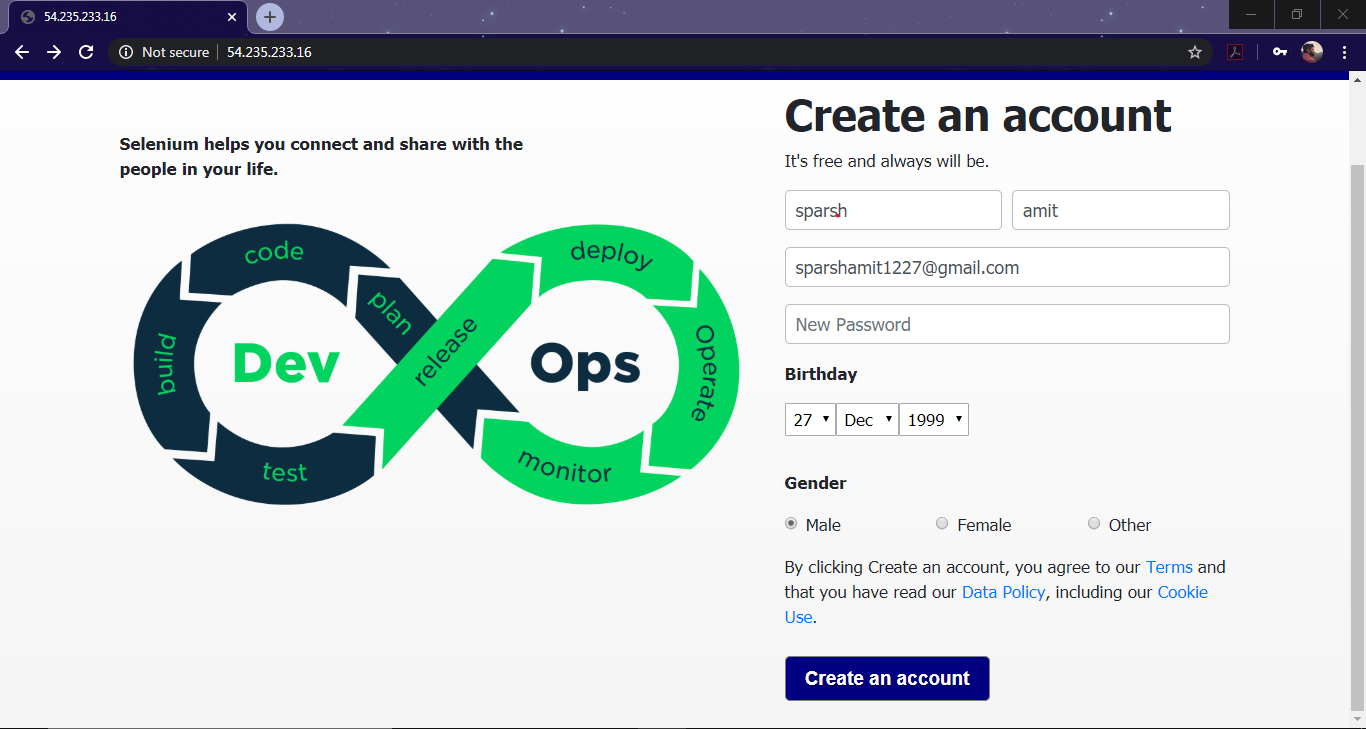 54.235.233.16
Not secure
54.235.233.16
Selenium helps you connect and share with the
people in your life.
code
plan
build
Dev
test
release
deploy
Ops
Operate
monitor
Create an account
It's free and always will be.
sparsh
amit
sparshamit1227@gmail.com
New Password
Birthday
27 Dec 1999
Gender
Male Female Other
By clicking Create an account, you agree to our Terms and
that you have read our Data Policy, including our Cookie
Use.
Create an account